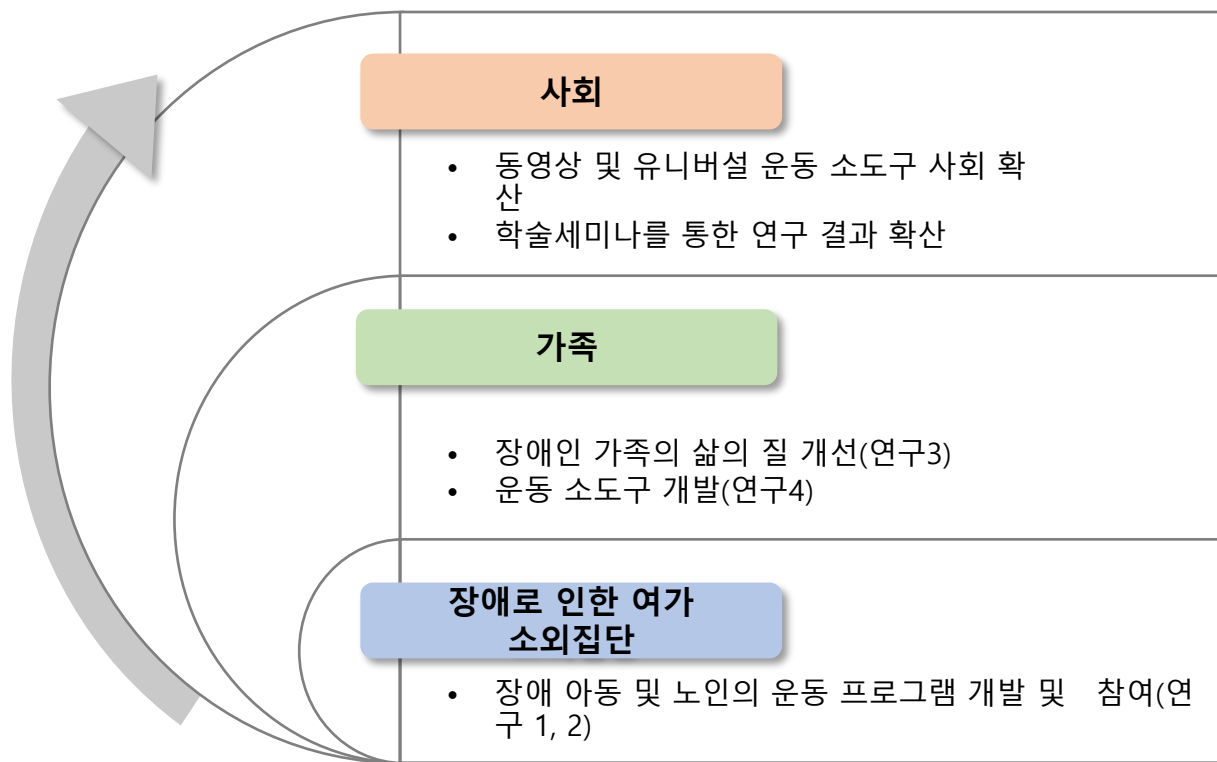 사회
• 동영상 및 유니버설 운동 소도구 사회 확
산
• 학술세미나를 통한 연구 결과 확산
가족
• 장애인 가족의 삶의 질 개선(연구3)
• 운동 소도구 개발(연구4)
장애로 인한 여가
소외집단
• 장애 아동 및 노인의 운동 프로그램 개발 및 참여(연
구 1, 2)